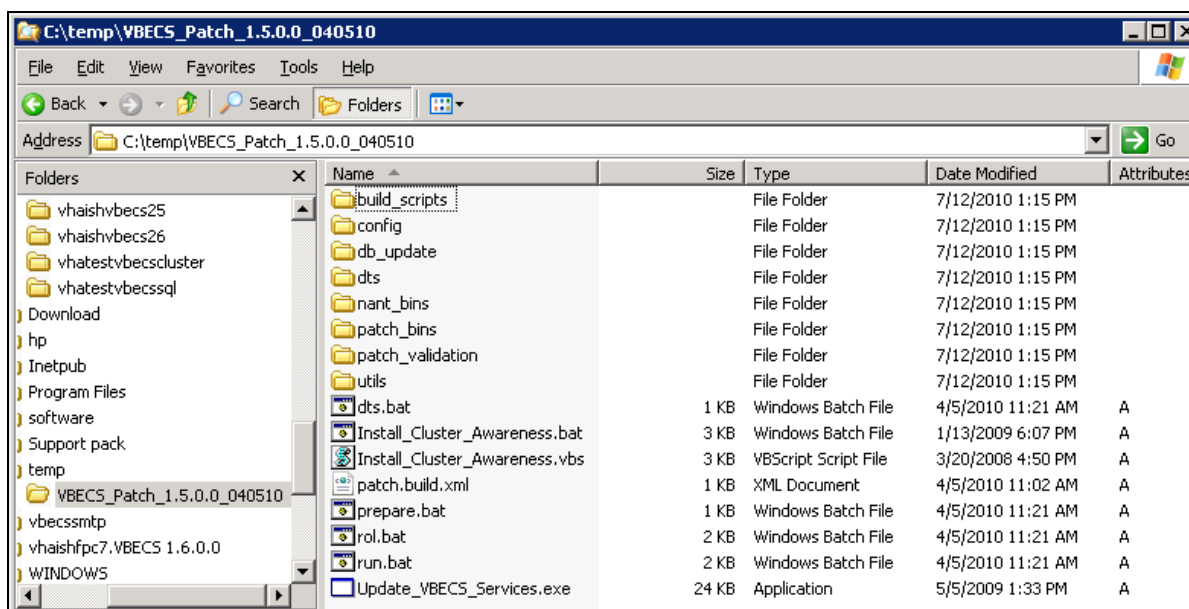 C:\temp\VBECS_Patch_1.5.0.0_040510
File Edit View Favorites Tools Help
Back Search Folders
Address C:\temp\VBECS_Patch_1.5.0.0_040510 Go
Folders x Name Size Type Date Modified Attributes
vhaishvbecs25
vhaishvbecs26
vhatestvbecscluster
vhatestvbecssql
Download
hp
Inetpub
Program Files
software
Support pack
temp
VBECS_Patch_1.5.0.0_040510
vbecssmtp
vhaishfpc7.VBECS 1.6.0.0
WINDOWS
build_scripts File Folder 7/12/2010 1:15 PM
config File Folder 7/12/2010 1:15 PM
db_update File Folder 7/12/2010 1:15 PM
dts File Folder 7/12/2010 1:15 PM
nant_bins File Folder 7/12/2010 1:15 PM
patch_bins File Folder 7/12/2010 1:15 PM
patch_validation File Folder 7/12/2010 1:15 PM
utils File Folder 7/12/2010 1:15 PM
dts.bat 1 KB Windows Batch File 4/5/2010 11:21 AM A
Install_Cluster_Awareness.bat 3 KB Windows Batch File 1/13/2009 6:07 PM A
Install_Cluster_Awareness.vbs 3 KB VBScript Script File 3/20/2008 4:50 PM A
patch.build.xml 1 KB XML Document 4/5/2010 11:02 AM A
prepare.bat 1 KB Windows Batch File 4/5/2010 11:21 AM A
rol.bat 2 KB Windows Batch File 4/5/2010 11:21 AM A
run.bat 2 KB Windows Batch File 4/5/2010 11:21 AM A
Update_VBECS_Services.exe 24 KB Application 5/5/2009 1:33 PM A